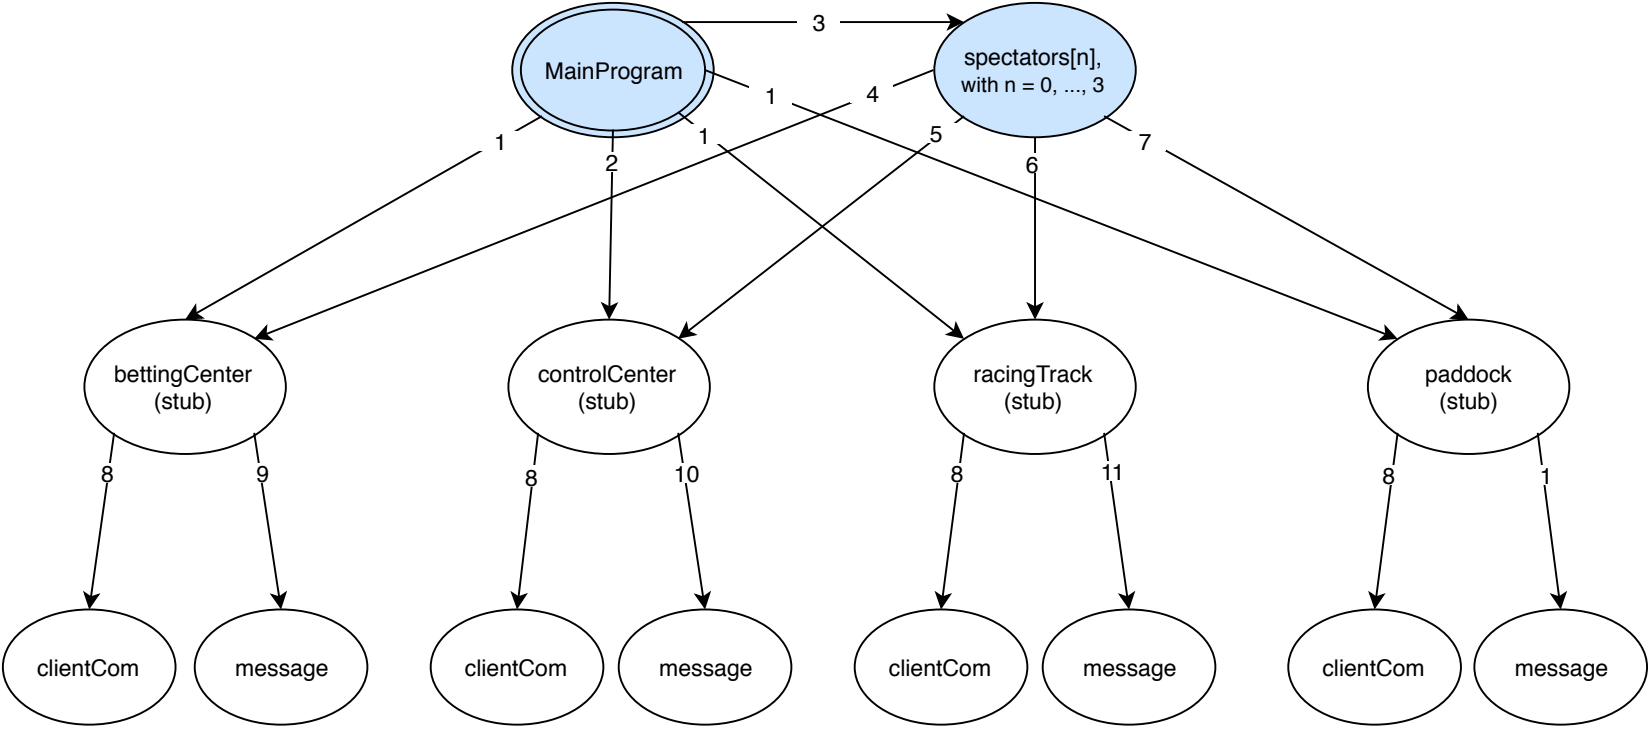 3
MainProgram
spectators[n],
with n = 0, ..., 3
1
4
1
2
1
5
6
7
bettingCenter
(stub)
controlCenter
(stub)
racingTrack
(stub)
paddock
(stub)
8
9
8
10
8
11
8
1
clientCom
message
clientCom
message
clientCom
message
clientCom
message